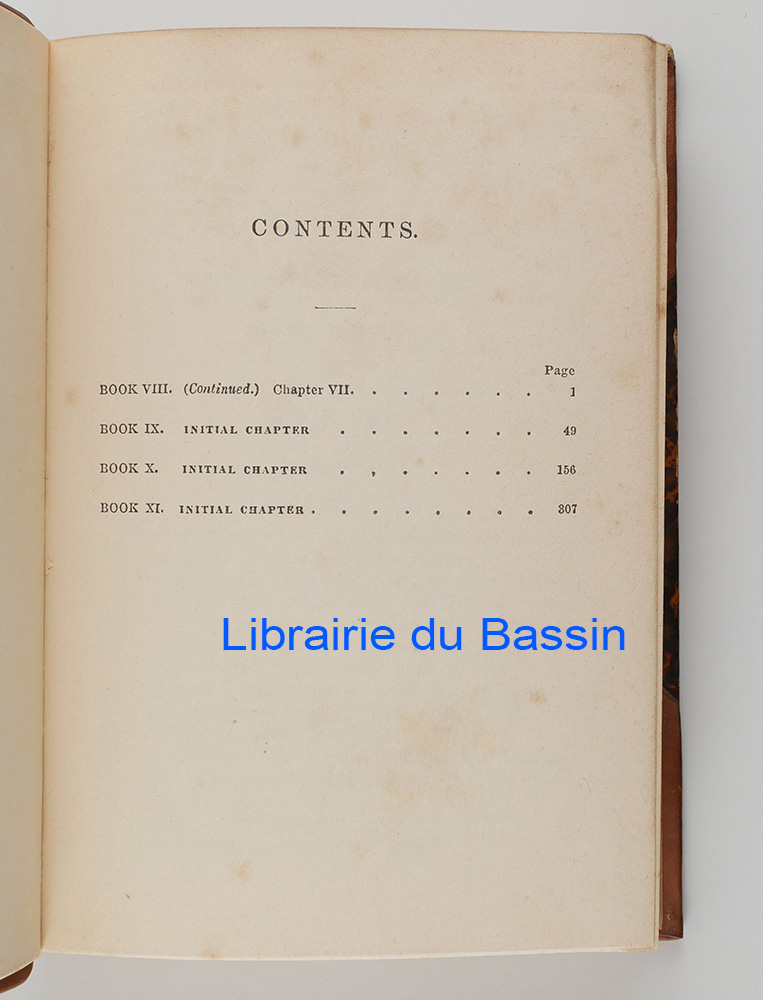 CONTENTS.
Page
BOOK VIII. (Continued.) Chapter VII. . . . . . . 1
BOOK IX. INITIAL CHAPTER . . . . . . . 49
BOOK X. INITIAL CHAPTER . . . . . . . 156
BOOK XI. INITIAL CHAPTER . . . . . . . . 307
Librairie du Bassin